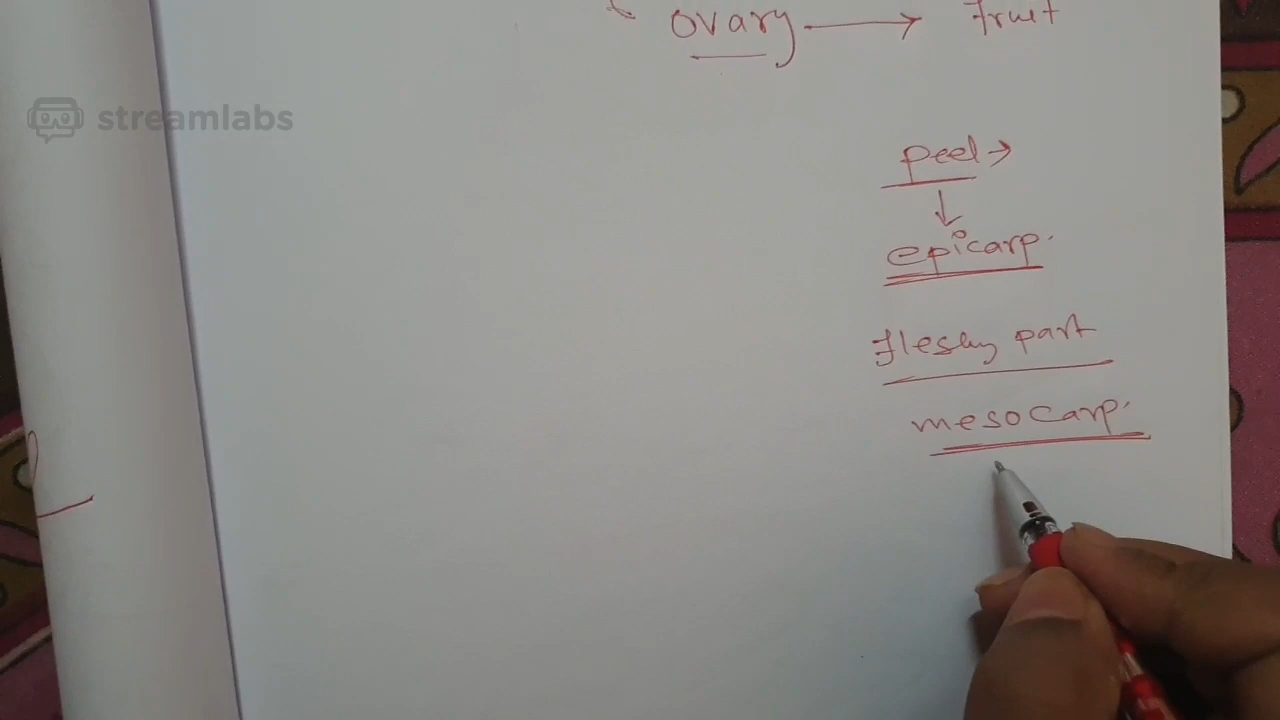 ovary → fruit
streamlabs
peel →
↓
epicarp.
fleshy part
mesocarp.